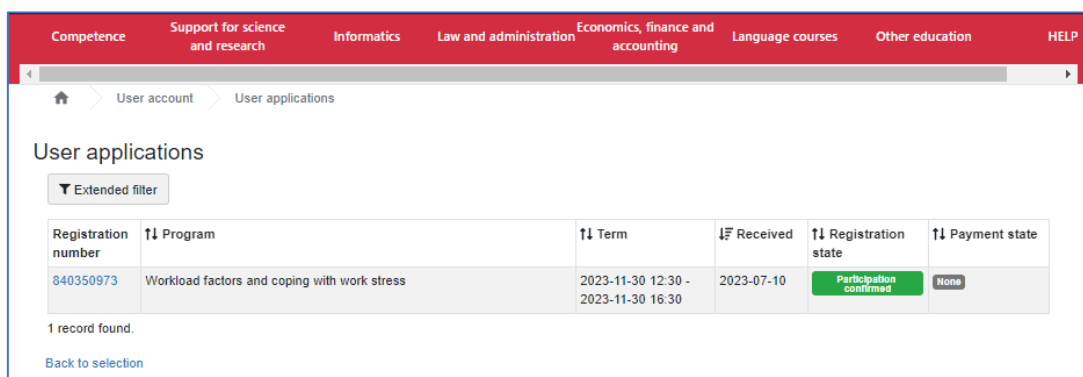 Competence
Support for science
and research
Informatics
Law and administration
Economics, finance and
accounting
Language courses
Other education
HELP
User account
User applications
User applications
Extended filter
Registration
number
Program
Term
Received
Registration
state
Payment state
840350973
Workload factors and coping with work stress
2023-11-30 12:30 -
2023-11-30 16:30
2023-07-10
Participation
confirmed
None
1 record found.
Back to selection